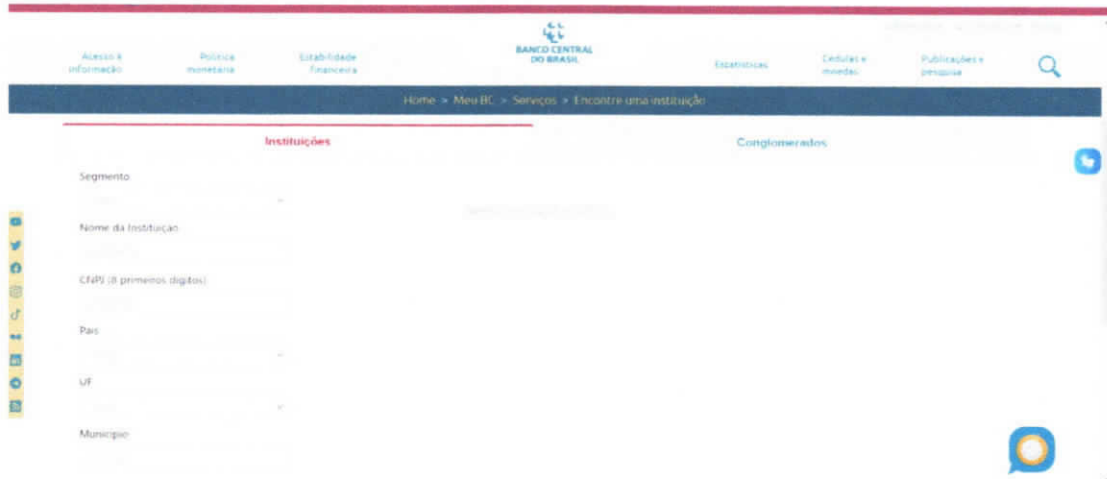 BANCO CENTRAL
DO BRASIL
Acesso à
informação
Política
monetária
Estabilidade
financeira
Estatísticas
Cédulas e
moedas
Publicações e
pesquisa
Home > Meu BC > Serviços > Encontre uma instituição
Instituições
Conglomerados
Segmento
Nome da Instituição
CNPJ (8 primeiros dígitos)
País
UF
Município